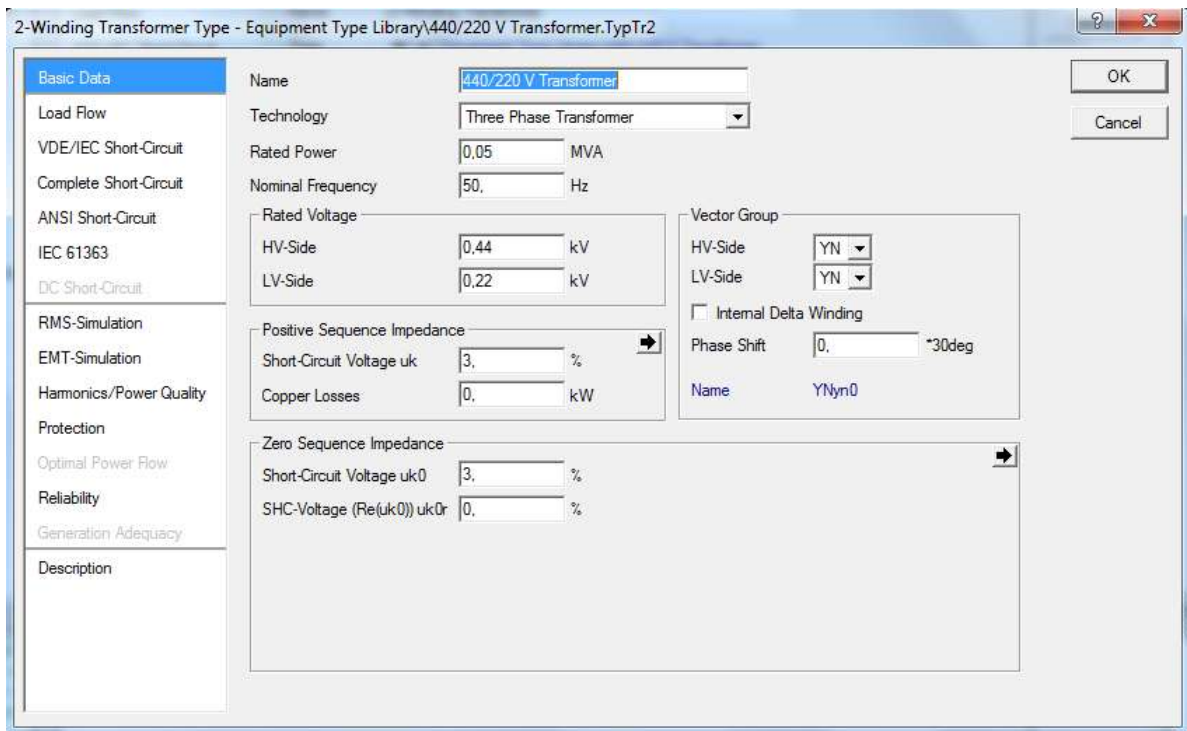 2-Winding Transformer Type - Equipment Type Library\440/220 V Transformer.TypTr2
Basic Data
Load Flow
VDE/IEC Short-Circuit
Complete Short-Circuit
ANSI Short-Circuit
IEC 61363
DC Short-Circuit
RMS-Simulation
EMT-Simulation
Harmonics/Power Quality
Protection
Optimal Power Flow
Reliability
Generation Adequacy
Description
Name 440/220 V Transformer
Technology Three Phase Transformer
Rated Power 0,05 MVA
Nominal Frequency 50, Hz
Rated Voltage
HV-Side 0,44 kV
LV-Side 0,22 kV
Positive Sequence Impedance
Short-Circuit Voltage uk 3, %
Copper Losses 0, kW
Vector Group
HV-Side YN
LV-Side YN
Internal Delta Winding
Phase Shift 0, *30deg
Name YNyn0
Zero Sequence Impedance
Short-Circuit Voltage uk0 3, %
SHC-Voltage (Re(uk0)) uk0r 0, %
OK
Cancel